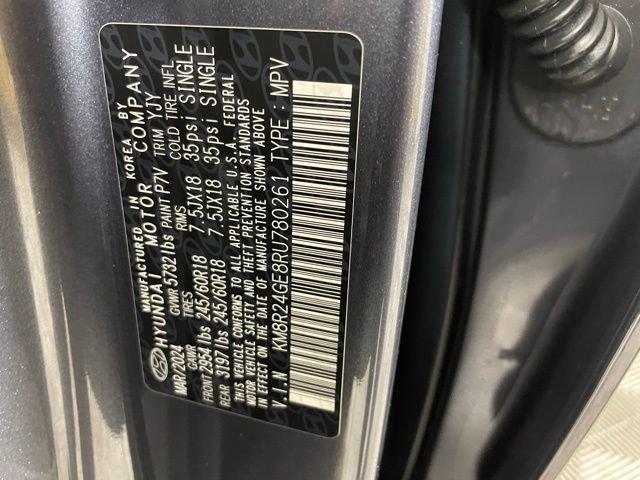 MANUFACTURED IN KOREA BY
HYUNDAI MOTOR COMPANY
MAR/2024 GVWR 5732 lbs PAINT P7V TRIM YJY
GAWR TIRES RIMS COLD TIRE INFL
FRONT 2954 lbs 245/60R18 7.5JX18 35psi SINGLE
REAR 3197 lbs 245/60R18 7.5JX18 35psi SINGLE
THIS VEHICLE CONFORMS TO ALL APPLICABLE U.S.A. FEDERAL
MOTOR VEHICLE SAFETY AND THEFT PREVENTION STANDARDS
IN EFFECT ON THE DATE OF MANUFACTURE SHOWN ABOVE
V.I.N : KM8R24GE8RU780261 TYPE : MPV